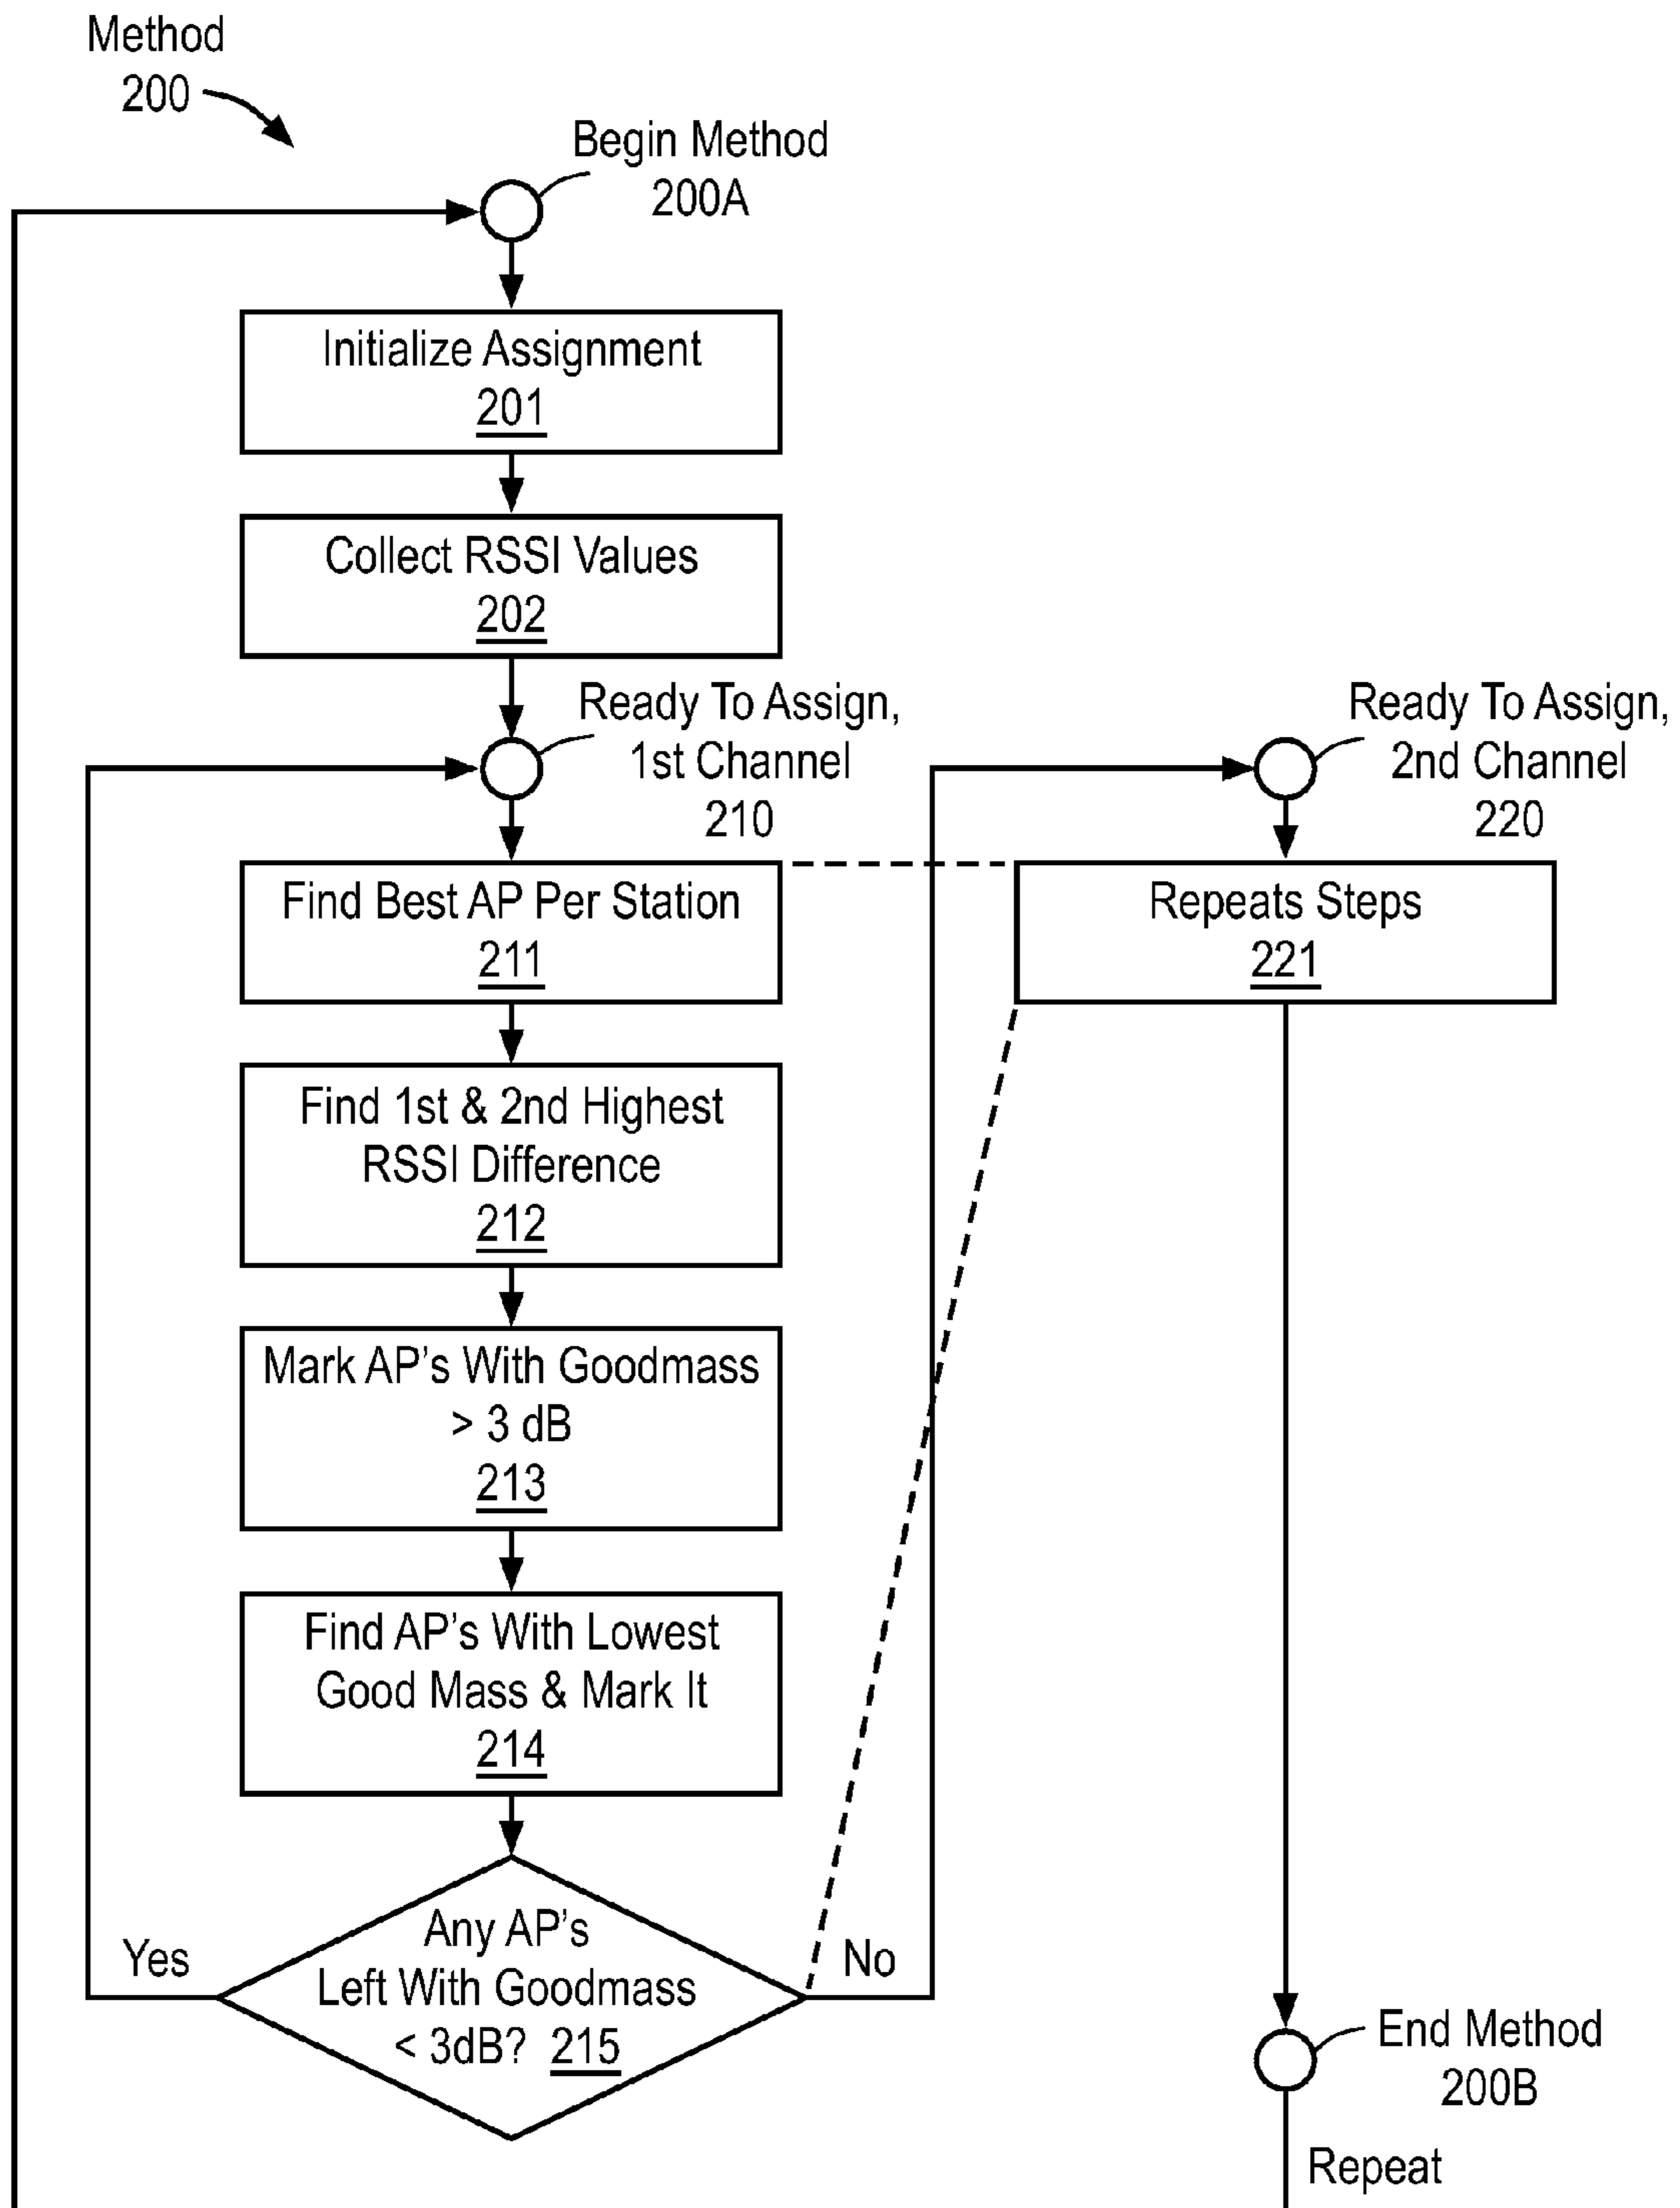 Method
200
Begin Method
200A
Initialize Assignment
201
Collect RSSI Values
202
Ready To Assign,
1st Channel
210
Ready To Assign,
2nd Channel
220
Find Best AP Per Station
211
Repeats Steps
221
Find 1st & 2nd Highest
RSSI Difference
212
Mark AP's With Goodmass
> 3 dB
213
Find AP's With Lowest
Good Mass & Mark It
214
Any AP's
Left With Goodmass
< 3dB? 215
Yes
No
End Method
200B
Repeat